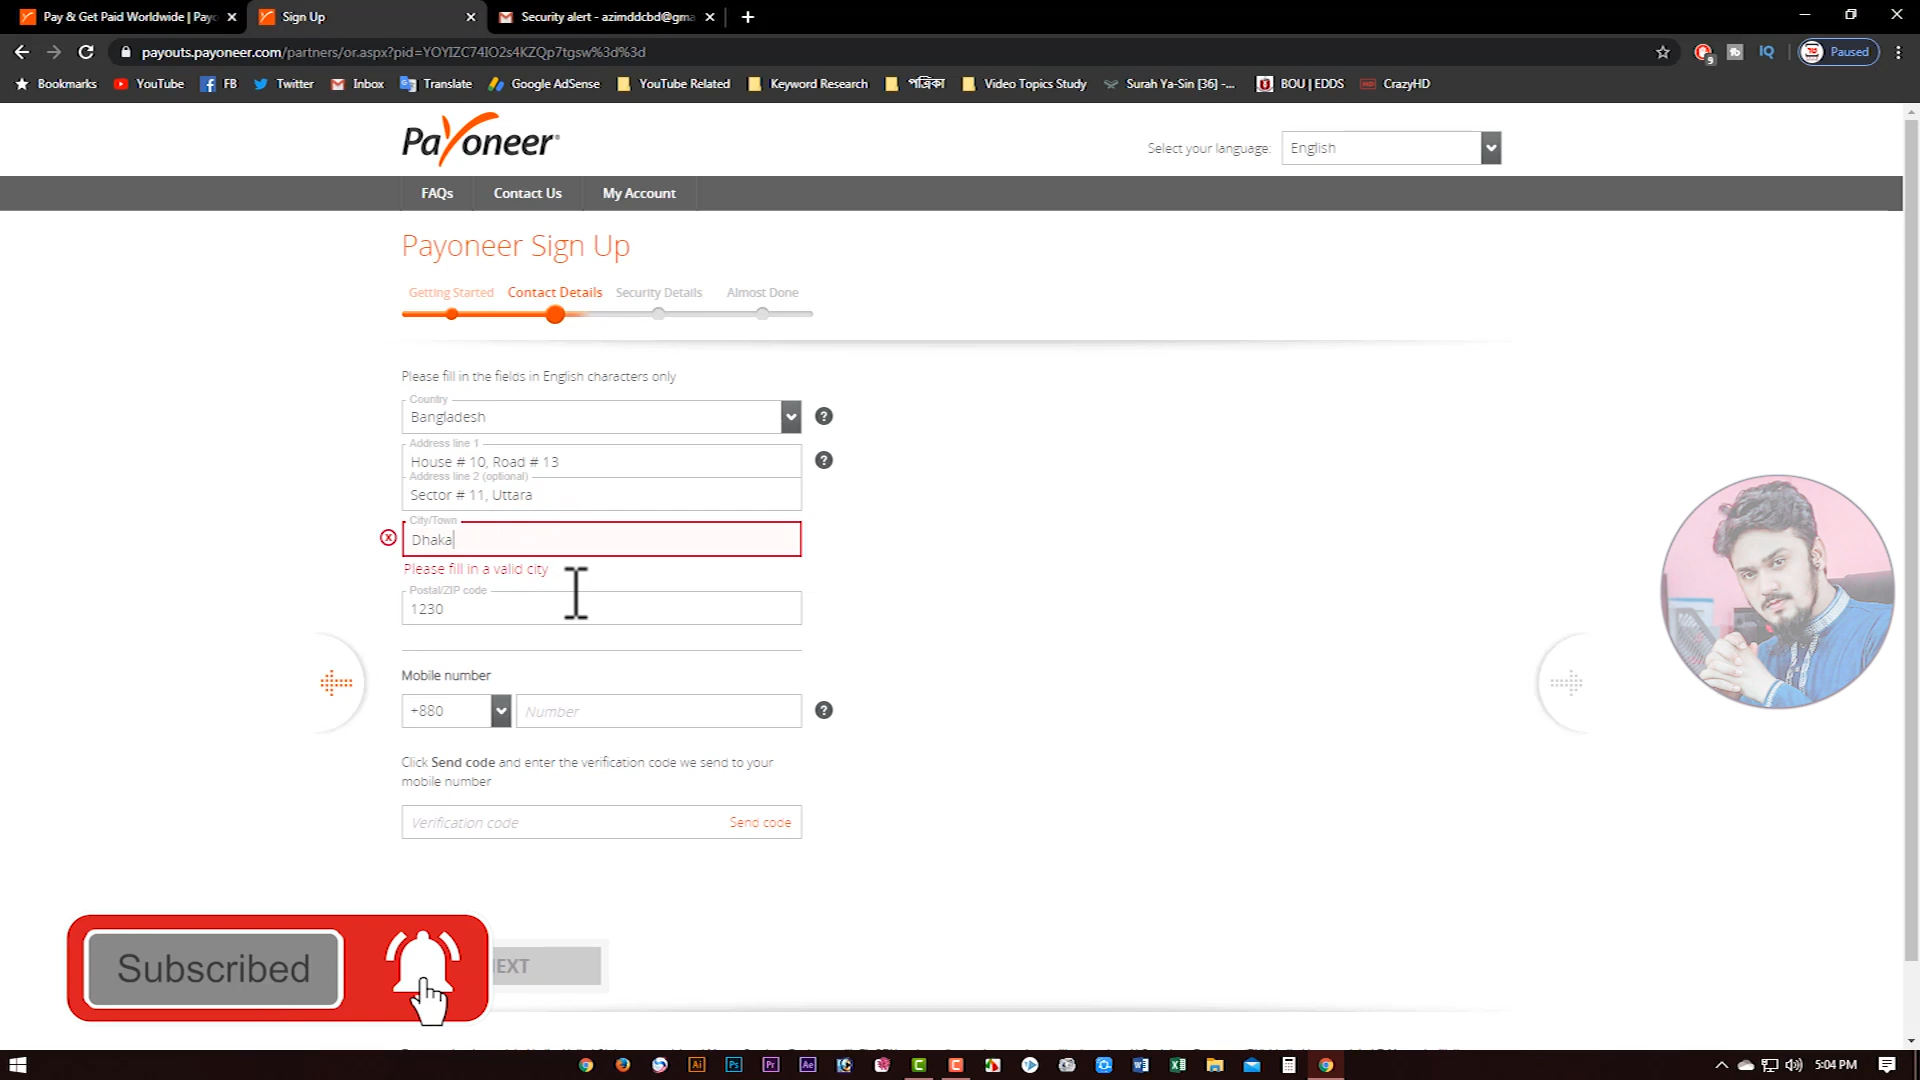 Pay & Get Paid Worldwide | Payo
Sign Up
Security alert - azimddcbd@gma
payouts.payoneer.com/partners/or.aspx?pid=YOYIZC74IO2s4KZQp7tgsw%3d%3d
9
IQ
Paused
Bookmarks
YouTube
FB
Twitter
Inbox
Translate
Google AdSense
YouTube Related
Keyword Research
পত্রিকা
Video Topics Study
Surah Ya-Sin [36] -...
BOU | EDDS
CrazyHD
Payoneer
Select your language:
English
FAQs
Contact Us
My Account
Payoneer Sign Up
Getting Started
Contact Details
Security Details
Almost Done
Please fill in the fields in English characters only
Country
Bangladesh
Address line 1
House # 10, Road # 13
Address line 2 (optional)
Sector # 11, Uttara
City/Town
Dhaka
Please fill in a valid city
Postal/ZIP code
1230
Mobile number
+880
Number
Click Send code and enter the verification code we send to your
mobile number
Verification code
Send code
Subscribed
EXT
5:04 PM